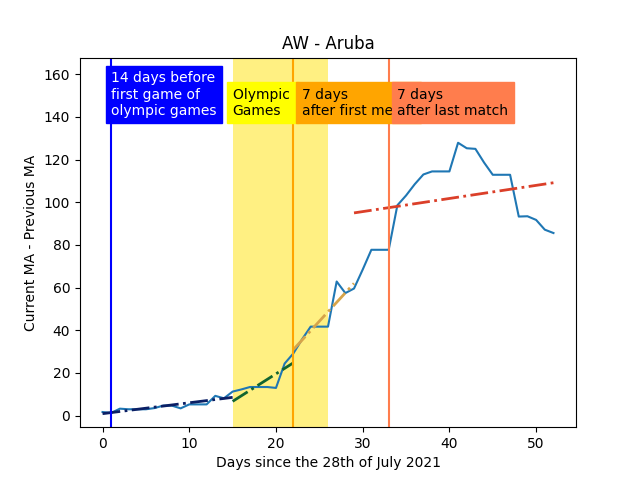 AW - Aruba
160
140
120
100
80
60
40
20
0
Current MA - Previous MA
14 days before
first game of
olympic games
Olympic
Games
7 days
after first me
7 days
after last match
0
10
20
30
40
50
Days since the 28th of July 2021